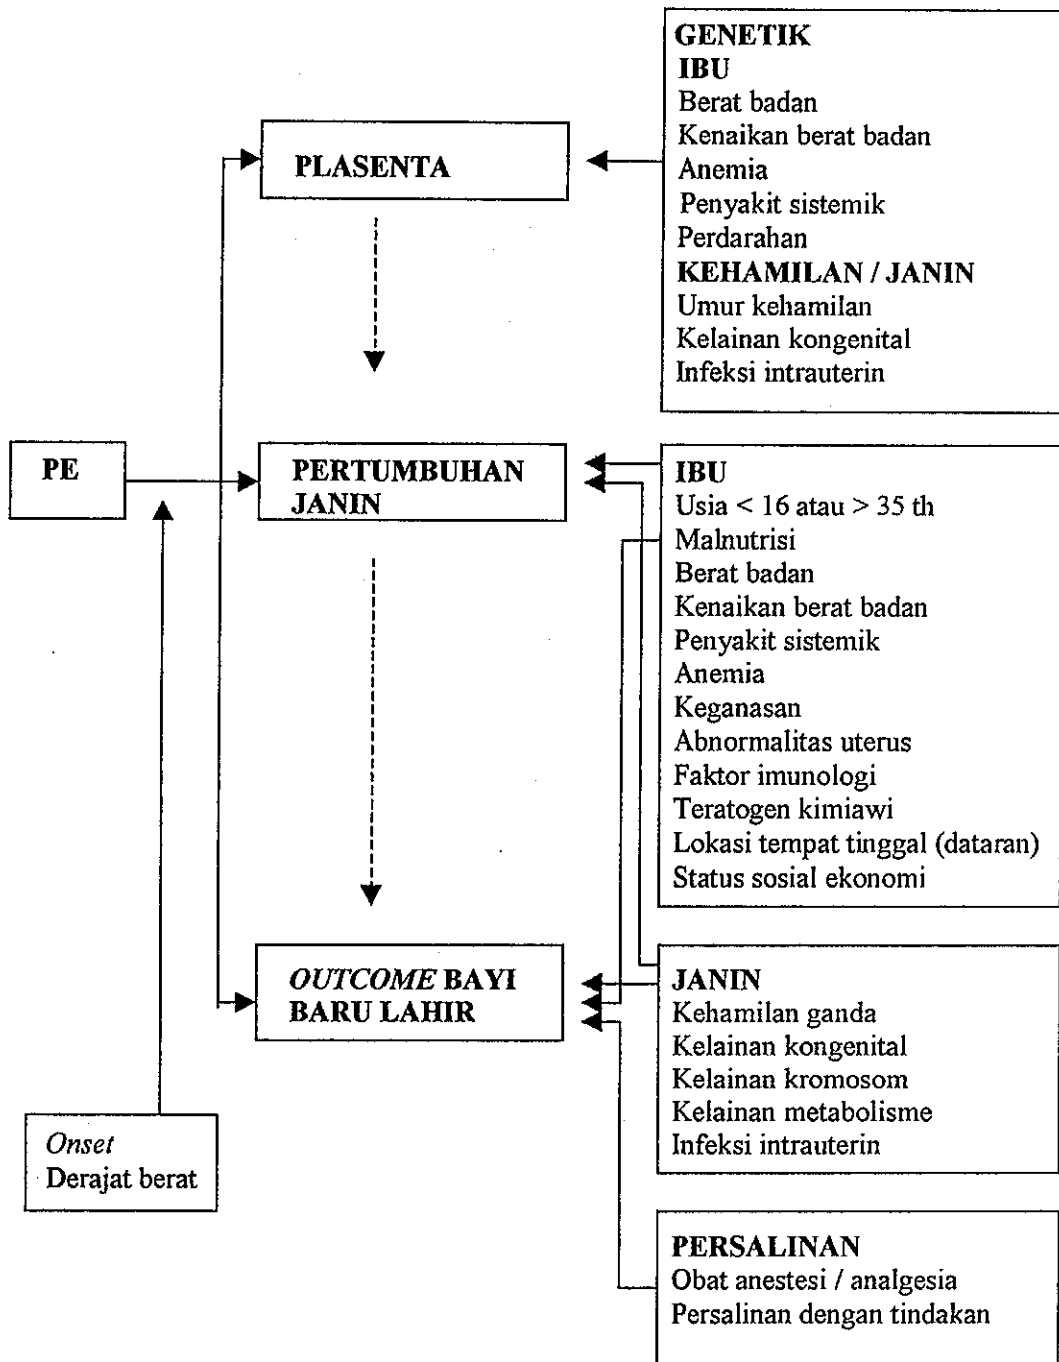 GENETIK
IBU
Berat badan
Kenaikan berat badan
Anemia
Penyakit sistemik
Perdarahan
KEHAMILAN / JANIN
Umur kehamilan
Kelainan kongenital
Infeksi intrauterin
PLASENTA
PE
PERTUMBUHAN
JANIN
IBU
Usia < 16 atau > 35 th
Malnutrisi
Berat badan
Kenaikan berat badan
Penyakit sistemik
Anemia
Keganasan
Abnormalitas uterus
Faktor imunologi
Teratogen kimiawi
Lokasi tempat tinggal (dataran)
Status sosial ekonomi
OUTCOME BAYI
BARU LAHIR
JANIN
Kehamilan ganda
Kelainan kongenital
Kelainan kromosom
Kelainan metabolisme
Infeksi intrauterin
Onset
Derajat berat
PERSALINAN
Obat anestesi / analgesia
Persalinan dengan tindakan